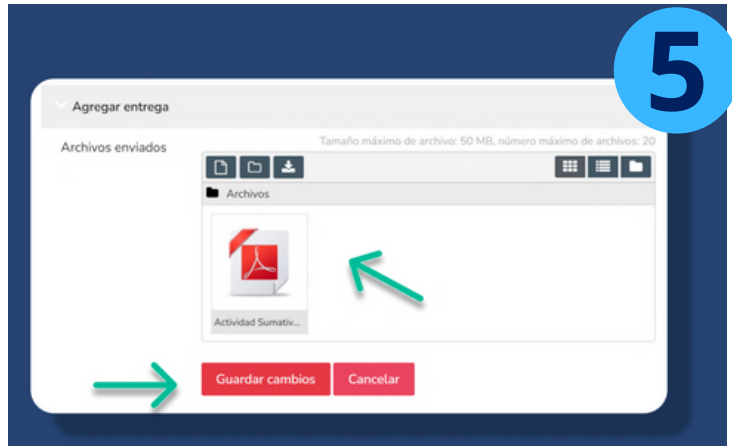 5
Agregar entrega
Archivos enviados
Tamaño máximo de archivo: 50 MB, número máximo de archivos: 20
Archivos
Actividad Sumativ...
Guardar cambios
Cancelar